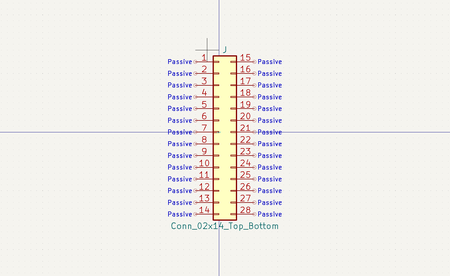 J
Passive 1 15 Passive
Passive 2 16 Passive
Passive 3 17 Passive
Passive 4 18 Passive
Passive 5 19 Passive
Passive 6 20 Passive
Passive 7 21 Passive
Passive 8 22 Passive
Passive 9 23 Passive
Passive 10 24 Passive
Passive 11 25 Passive
Passive 12 26 Passive
Passive 13 27 Passive
Passive 14 28 Passive
Conn_02x14_Top_Bottom